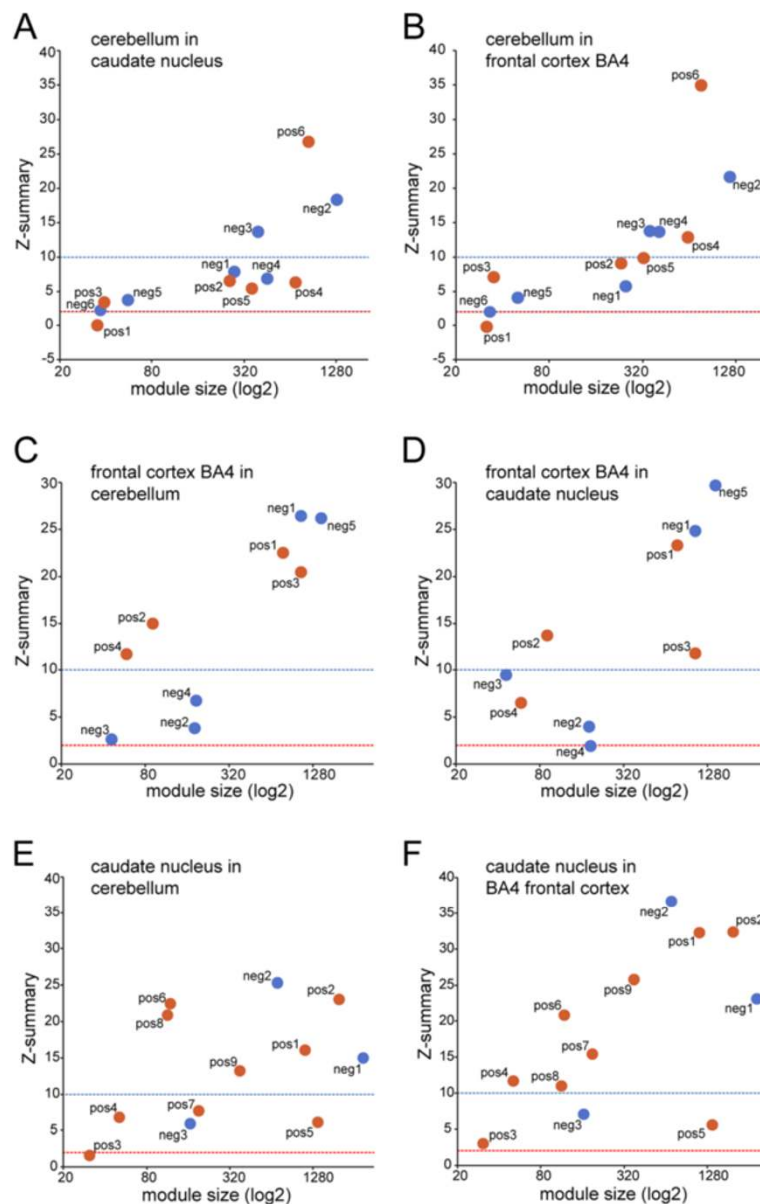 A
cerebellum in
caudate nucleus
40
35
30
25
20
15
10
5
0
-5
Z-summary
pos6
neg2
neg3
neg1
neg4
pos2
pos5
pos4
pos3
neg5
neg6
pos1
20
80
320
1280
module size (log2)
B
cerebellum in
frontal cortex BA4
40
35
30
25
20
15
10
5
0
-5
Z-summary
pos6
neg2
neg3
neg4
pos4
pos2
pos5
pos3
neg1
neg5
neg6
pos1
20
80
320
1280
module size (log2)
C
frontal cortex BA4 in
cerebellum
30
25
20
15
10
5
0
Z-summary
neg1
neg5
pos1
pos3
pos2
pos4
neg4
neg2
neg3
20
80
320
1280
module size (log2)
D
frontal cortex BA4 in
caudate nucleus
30
25
20
15
10
5
0
Z-summary
neg5
neg1
pos1
pos2
pos3
neg3
pos4
neg2
neg4
20
80
320
1280
module size (log2)
E
caudate nucleus in
cerebellum
40
35
30
25
20
15
10
5
0
Z-summary
neg2
pos2
pos6
pos8
pos1
neg1
pos9
pos4
pos7
neg3
pos5
pos3
20
80
320
1280
module size (log2)
F
caudate nucleus in
BA4 frontal cortex
40
35
30
25
20
15
10
5
0
Z-summary
neg2
pos2
pos1
pos9
neg1
pos6
pos7
pos4
pos8
neg3
pos5
pos3
20
80
320
1280
module size (log2)